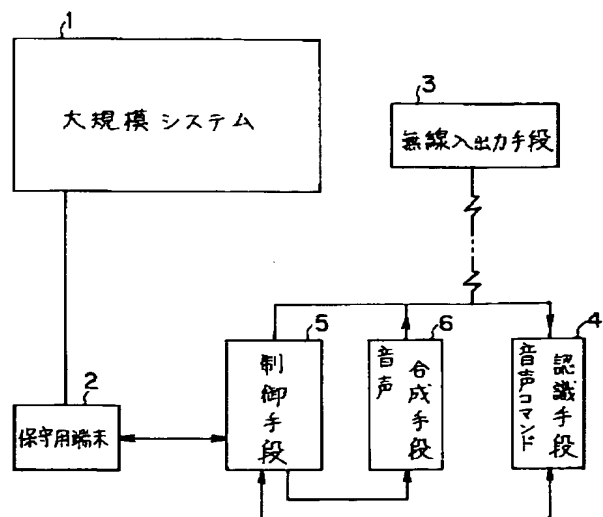 1
大規模システム
3
無線入出力手段
2
保守用端末
5
制御手段
6
音声
合成手段
4
音声コマンド
認識手段